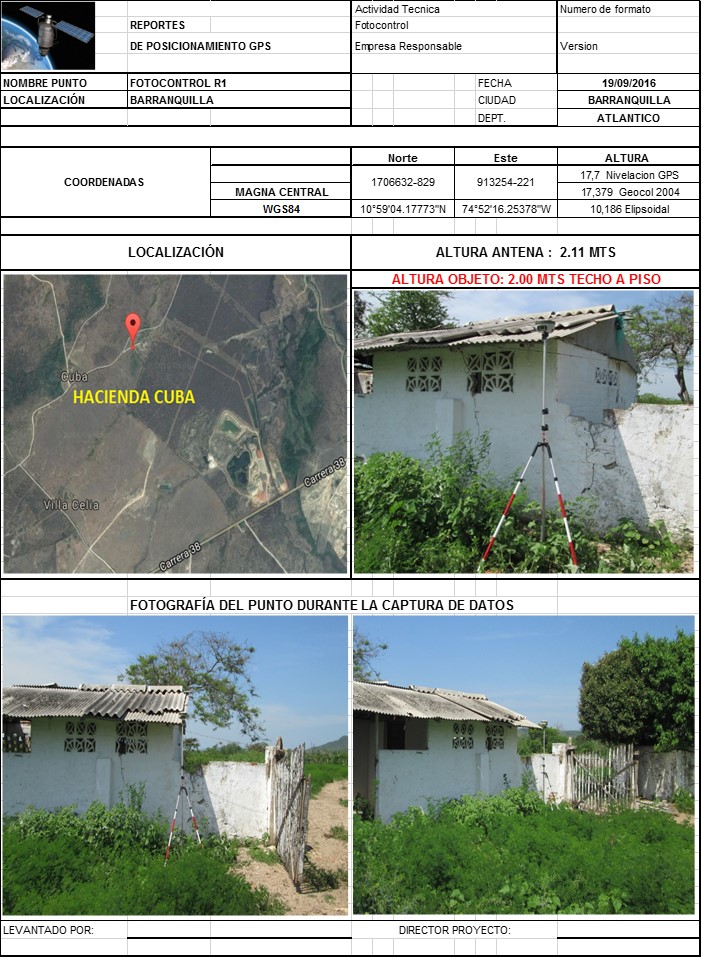 Actividad Tecnica
Numero de formato
REPORTES
Fotocontrol
DE POSICIONAMIENTO GPS
Empresa Responsable
Version
NOMBRE PUNTO FOTOCONTROL R1 FECHA 19/09/2016
LOCALIZACIÓN BARRANQUILLA CIUDAD BARRANQUILLA
DEPT. ATLANTICO
COORDENADAS
Norte Este ALTURA
1706632-829 913254-221 17,7 Nivelacion GPS
MAGNA CENTRAL 17,379 Geocol 2004
WGS84 10°59'04.17773"N 74°52'16.25378"W 10,186 Elipsoidal
LOCALIZACIÓN
ALTURA ANTENA : 2.11 MTS
ALTURA OBJETO: 2.00 MTS TECHO A PISO
Cuba
HACIENDA CUBA
Carrera 38
Villa Celia
Carrera 38
FOTOGRAFÍA DEL PUNTO DURANTE LA CAPTURA DE DATOS
LEVANTADO POR: DIRECTOR PROYECTO: